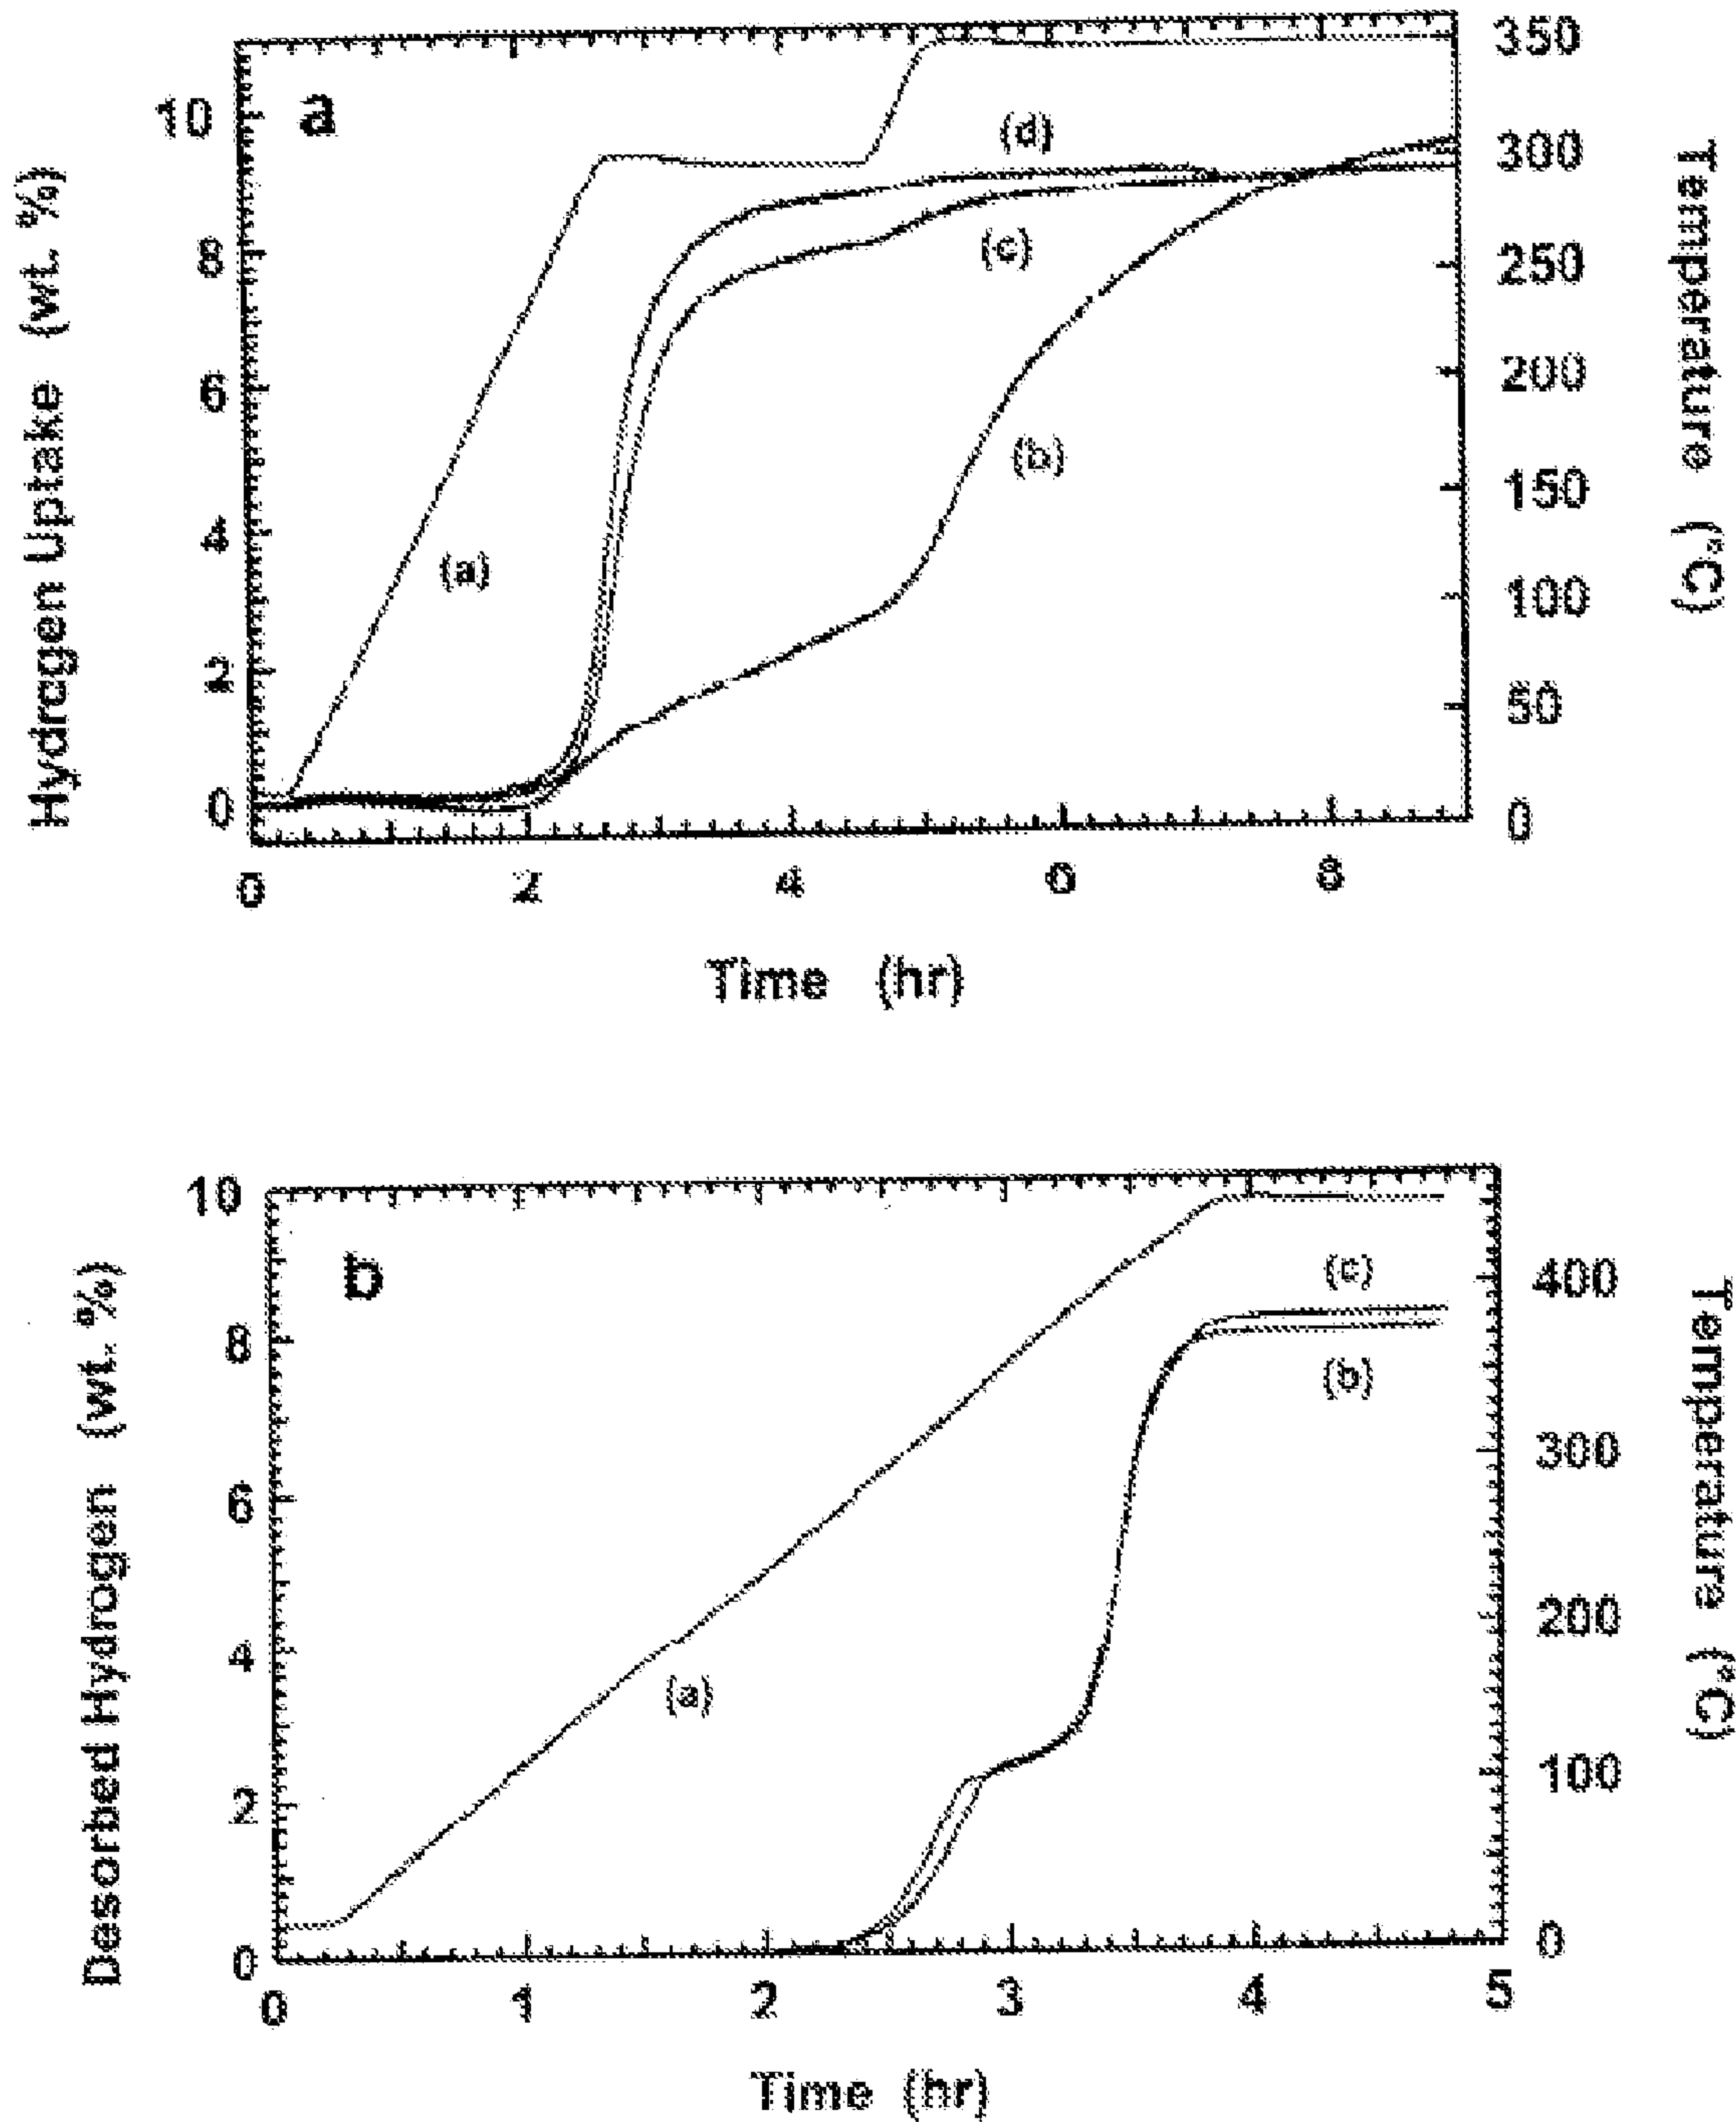 a
Hydrogen Uptake (wt. %)
10
8
6
4
2
0
(a)
(b)
(c)
(d)
350
300
250
200
150
100
50
0
Temperature (°C)
0 2 4 6 8
Time (hr)
b
Desorbed Hydrogen (wt. %)
10
8
6
4
2
0
(a)
(c)
(b)
400
300
200
100
0
Temperature (°C)
0 1 2 3 4 5
Time (hr)